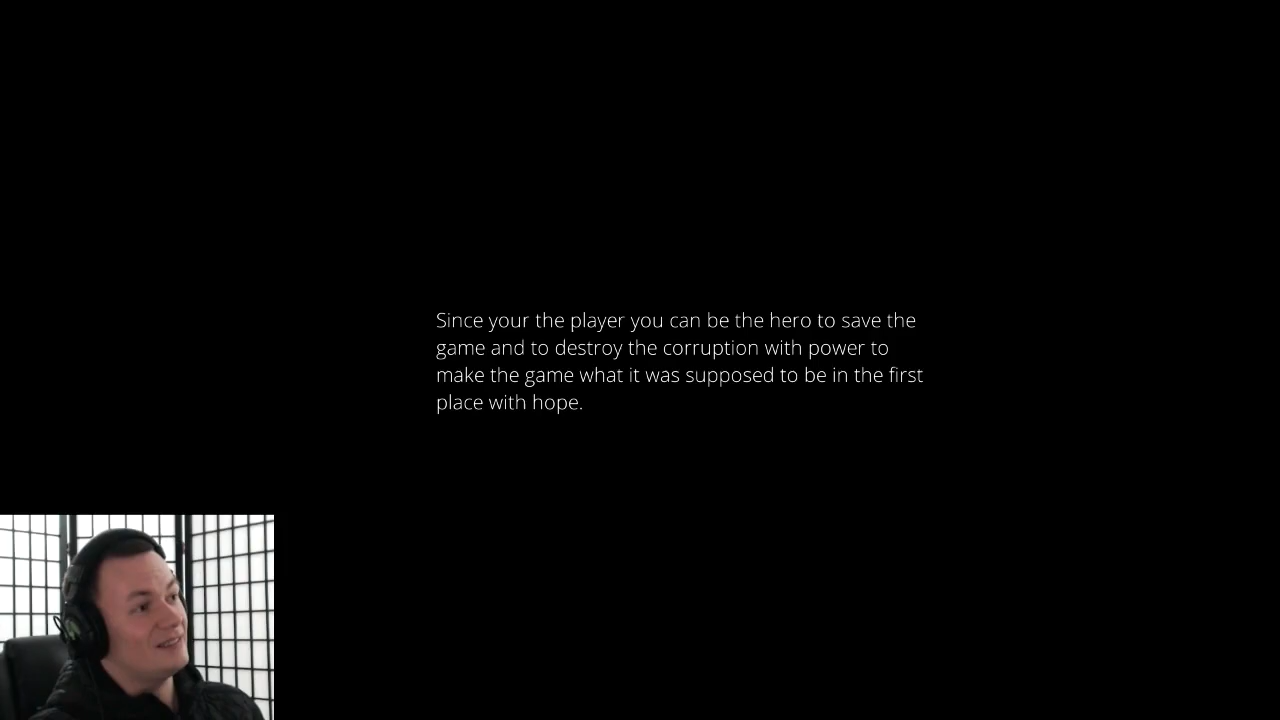 Since your the player you can be the hero to save the
game and to destroy the corruption with power to
make the game what it was supposed to be in the first
place with hope.